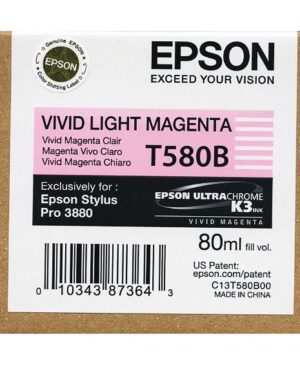 Genuine EPSON
Color Shifting Label
EPSON
EXCEED YOUR VISION
VIVID LIGHT MAGENTA
Vivid Magenta Clair
Magenta Vivo Claro
Vivid Magenta Chiaro
T580B
Exclusively for :
Epson Stylus
Pro 3880
EPSON ULTRACHROME
K3 INK
VIVID MAGENTA
80ml fill vol.
US Patent:
epson.com/patent
C13T580B00
MADE IN CHINA
0 10343 87364 3